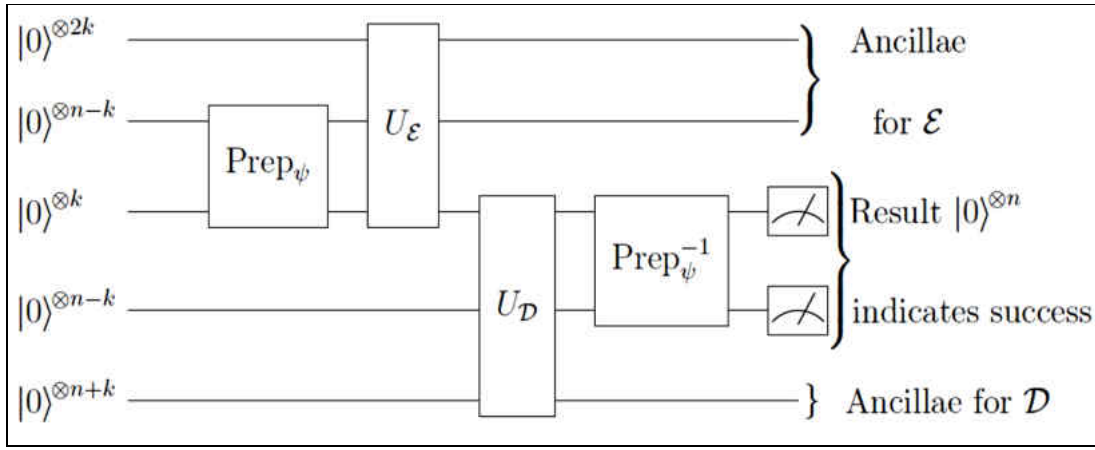 |0⟩^{⊗2k} Ancillae
|0⟩^{⊗n−k} U_ℰ for ℰ
Prep_ψ
|0⟩^{⊗k} Result |0⟩^{⊗n}
Prep_ψ^{−1}
|0⟩^{⊗n−k} U_𝒟 indicates success
|0⟩^{⊗n+k} Ancillae for 𝒟